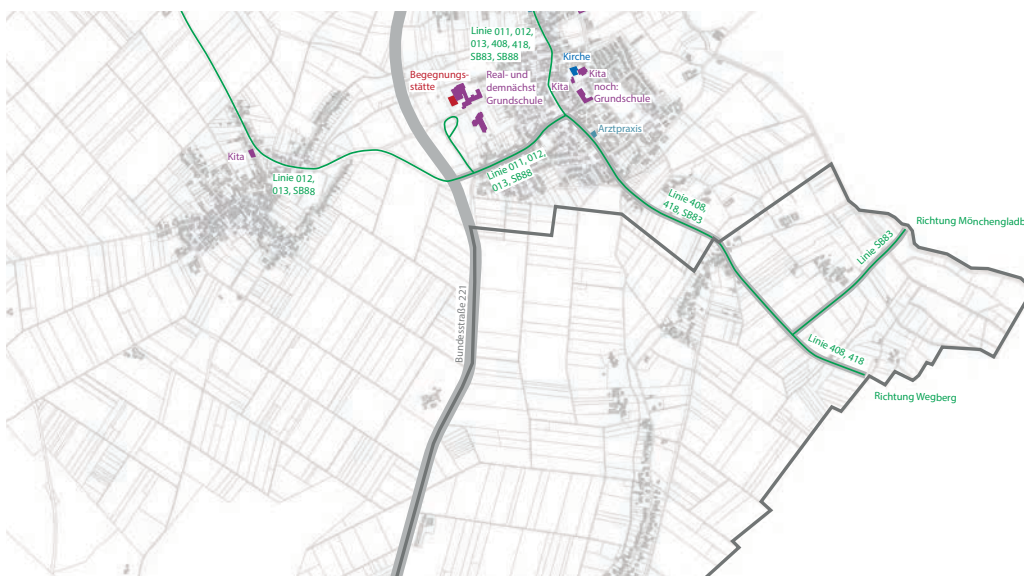 Linie 011, 012,
013, 408, 418,
SB83, SB88
Kirche
Begegnungs-
stätte
Real- und
demnächst
Grundschule
Kita
Kita
noch:
Grundschule
Arztpraxis
Kita
Linie 012,
013, SB88
Linie 011, 012,
013, SB88
Linie 408,
418, SB83
Richtung Mönchengladb
Linie SB83
Bundesstraße 221
Linie 408, 418
Richtung Wegberg